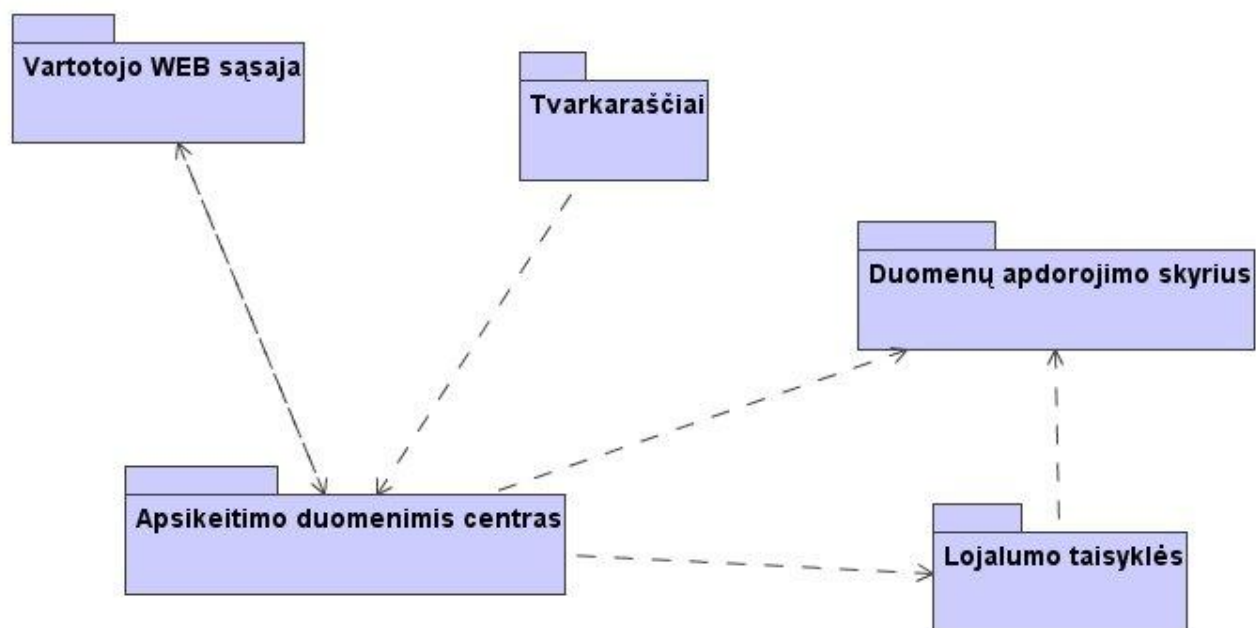 Vartotojo WEB sąsaja
Tvarkaraščiai
Duomenų apdorojimo skyrius
Apsikeitimo duomenimis centras
Lojalumo taisyklės